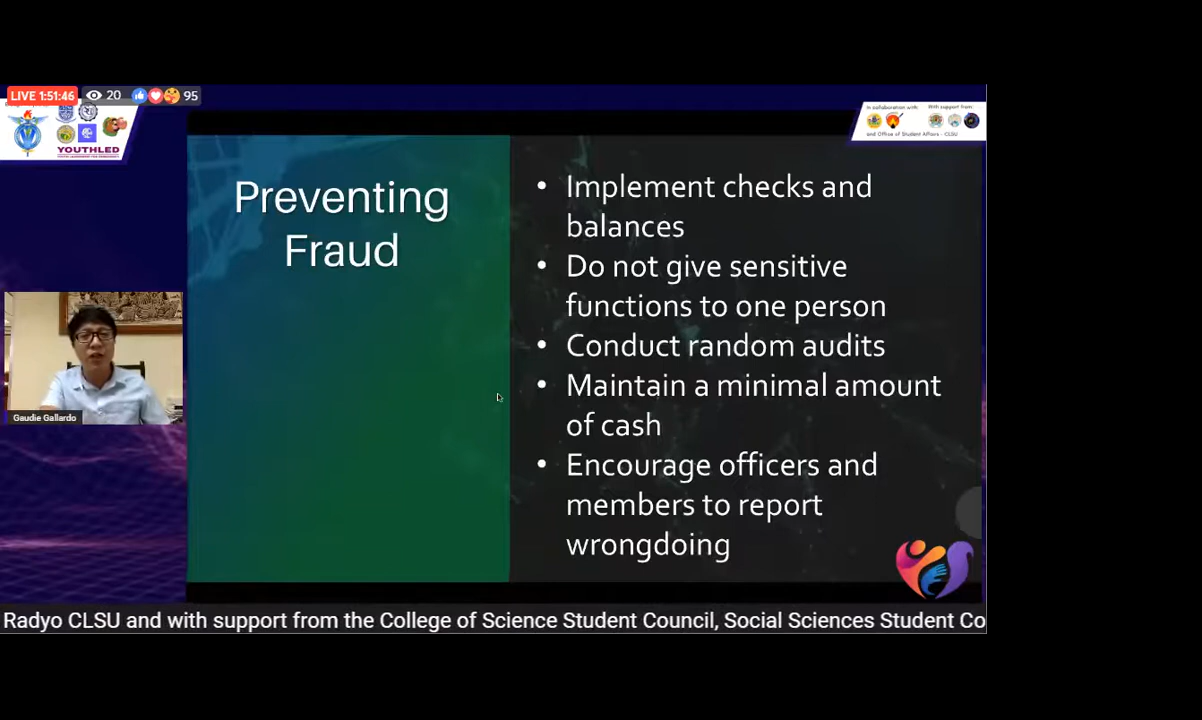 LIVE 1:51:46 20 95
YOUTHLED
In collaboration with: With support from
and Office of Student Affairs - CLSU
Preventing
Fraud
• Implement checks and
balances
• Do not give sensitive
functions to one person
• Conduct random audits
• Maintain a minimal amount
of cash
• Encourage officers and
members to report
wrongdoing
Gaudie Gallardo
Radyo CLSU and with support from the College of Science Student Council, Social Sciences Student Co